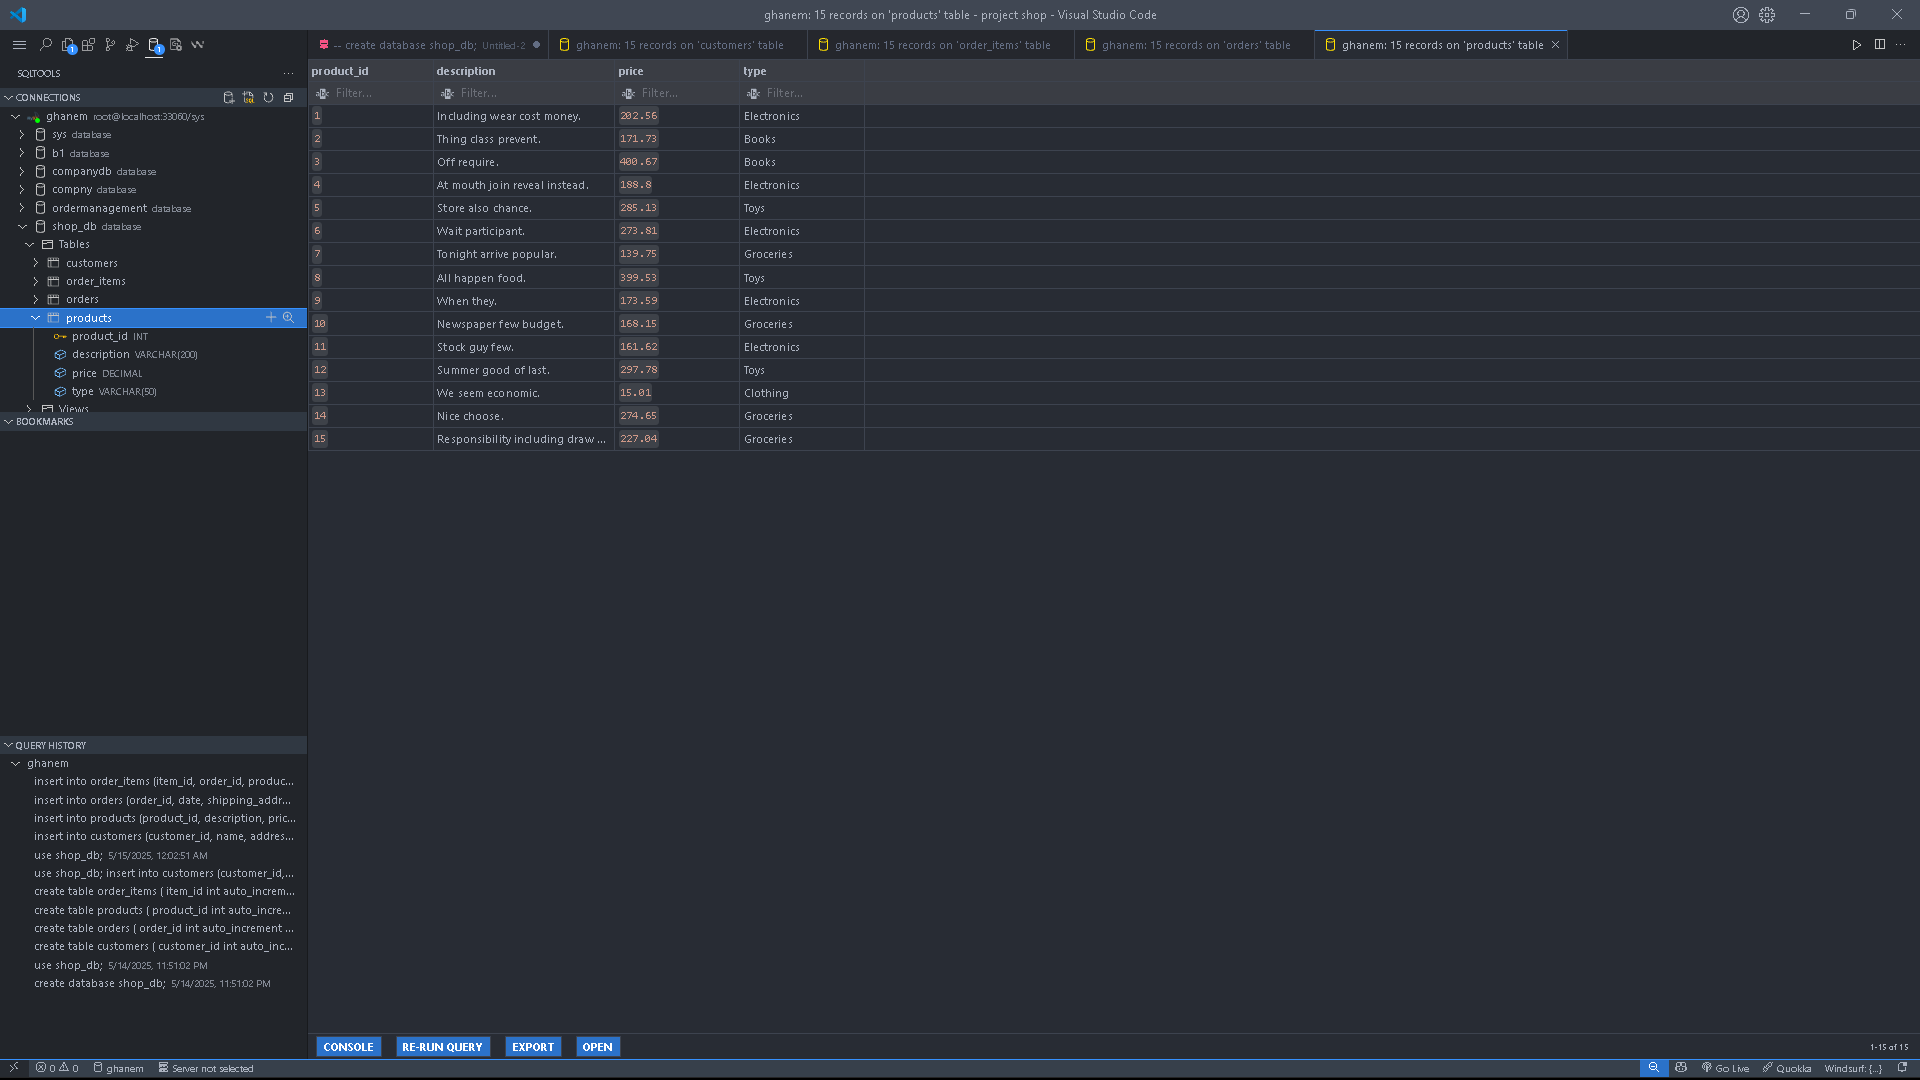 ghanem: 15 records on 'products' table - project shop - Visual Studio Code
-- create database shop_db; Untitled-2
ghanem: 15 records on 'customers' table
ghanem: 15 records on 'order_items' table
ghanem: 15 records on 'orders' table
ghanem: 15 records on 'products' table
SQLTOOLS
CONNECTIONS
ghanem root@localhost:33060/sys
sys database
b1 database
companydb database
compny database
ordermanagement database
shop_db database
Tables
customers
order_items
orders
products
product_id INT
description VARCHAR(200)
price DECIMAL
type VARCHAR(50)
Views
BOOKMARKS
QUERY HISTORY
ghanem
insert into order_items (item_id, order_id, produc...
insert into orders (order_id, date, shipping_addr...
insert into products (product_id, description, pric...
insert into customers (customer_id, name, addres...
use shop_db; 5/15/2025, 12:02:51 AM
use shop_db; insert into customers (customer_id,...
create table order_items ( item_id int auto_increm...
create table products ( product_id int auto_incre...
create table orders ( order_id int auto_increment ...
create table customers ( customer_id int auto_inc...
use shop_db; 5/14/2025, 11:51:02 PM
create database shop_db; 5/14/2025, 11:51:02 PM
product_id description price type
Filter... Filter... Filter... Filter...
1 Including wear cost money. 202.56 Electronics
2 Thing class prevent. 171.73 Books
3 Off require. 400.67 Books
4 At mouth join reveal instead. 188.8 Electronics
5 Store also chance. 285.13 Toys
6 Wait participant. 273.81 Electronics
7 Tonight arrive popular. 139.75 Groceries
8 All happen food. 399.53 Toys
9 When they. 173.59 Electronics
10 Newspaper few budget. 168.15 Groceries
11 Stock guy few. 161.62 Electronics
12 Summer good of last. 297.78 Toys
13 We seem economic. 15.01 Clothing
14 Nice choose. 274.65 Groceries
15 Responsibility including draw ... 227.04 Groceries
CONSOLE RE-RUN QUERY EXPORT OPEN
1-15 of 15
0 0 ghanem Server not selected
Go Live Quokka Windsurf: {...}